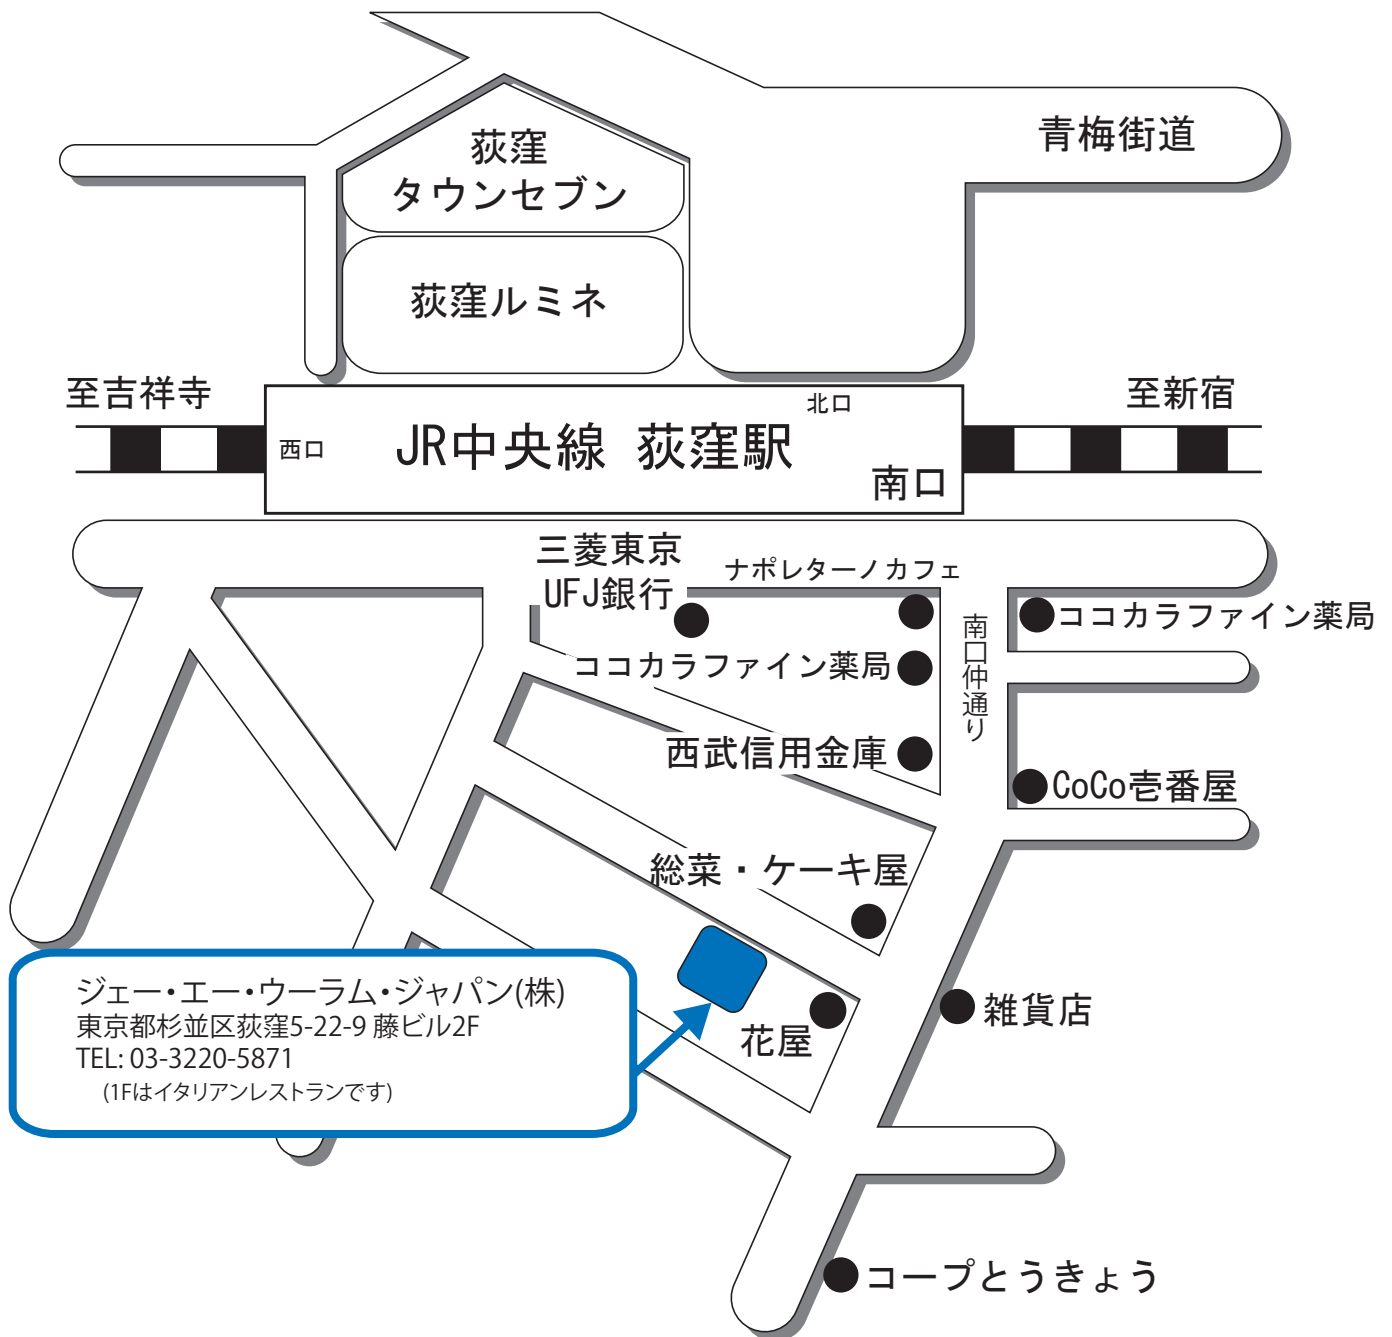 青梅街道
荻窪
タウンセブン
荻窪ルミネ
至吉祥寺
至新宿
北口
西口
JR中央線 荻窪駅
南口
三菱東京
UFJ銀行
ナポレターノカフェ
ココカラファイン薬局
南口仲通り
ココカラファイン薬局
西武信用金庫
CoCo壱番屋
総菜・ケーキ屋
ジェー・エー・ウーラム・ジャパン(株)
東京都杉並区荻窪5-22-9 藤ビル2F
TEL: 03-3220-5871
(1Fはイタリアンレストランです)
花屋
雑貨店
コープとうきょう